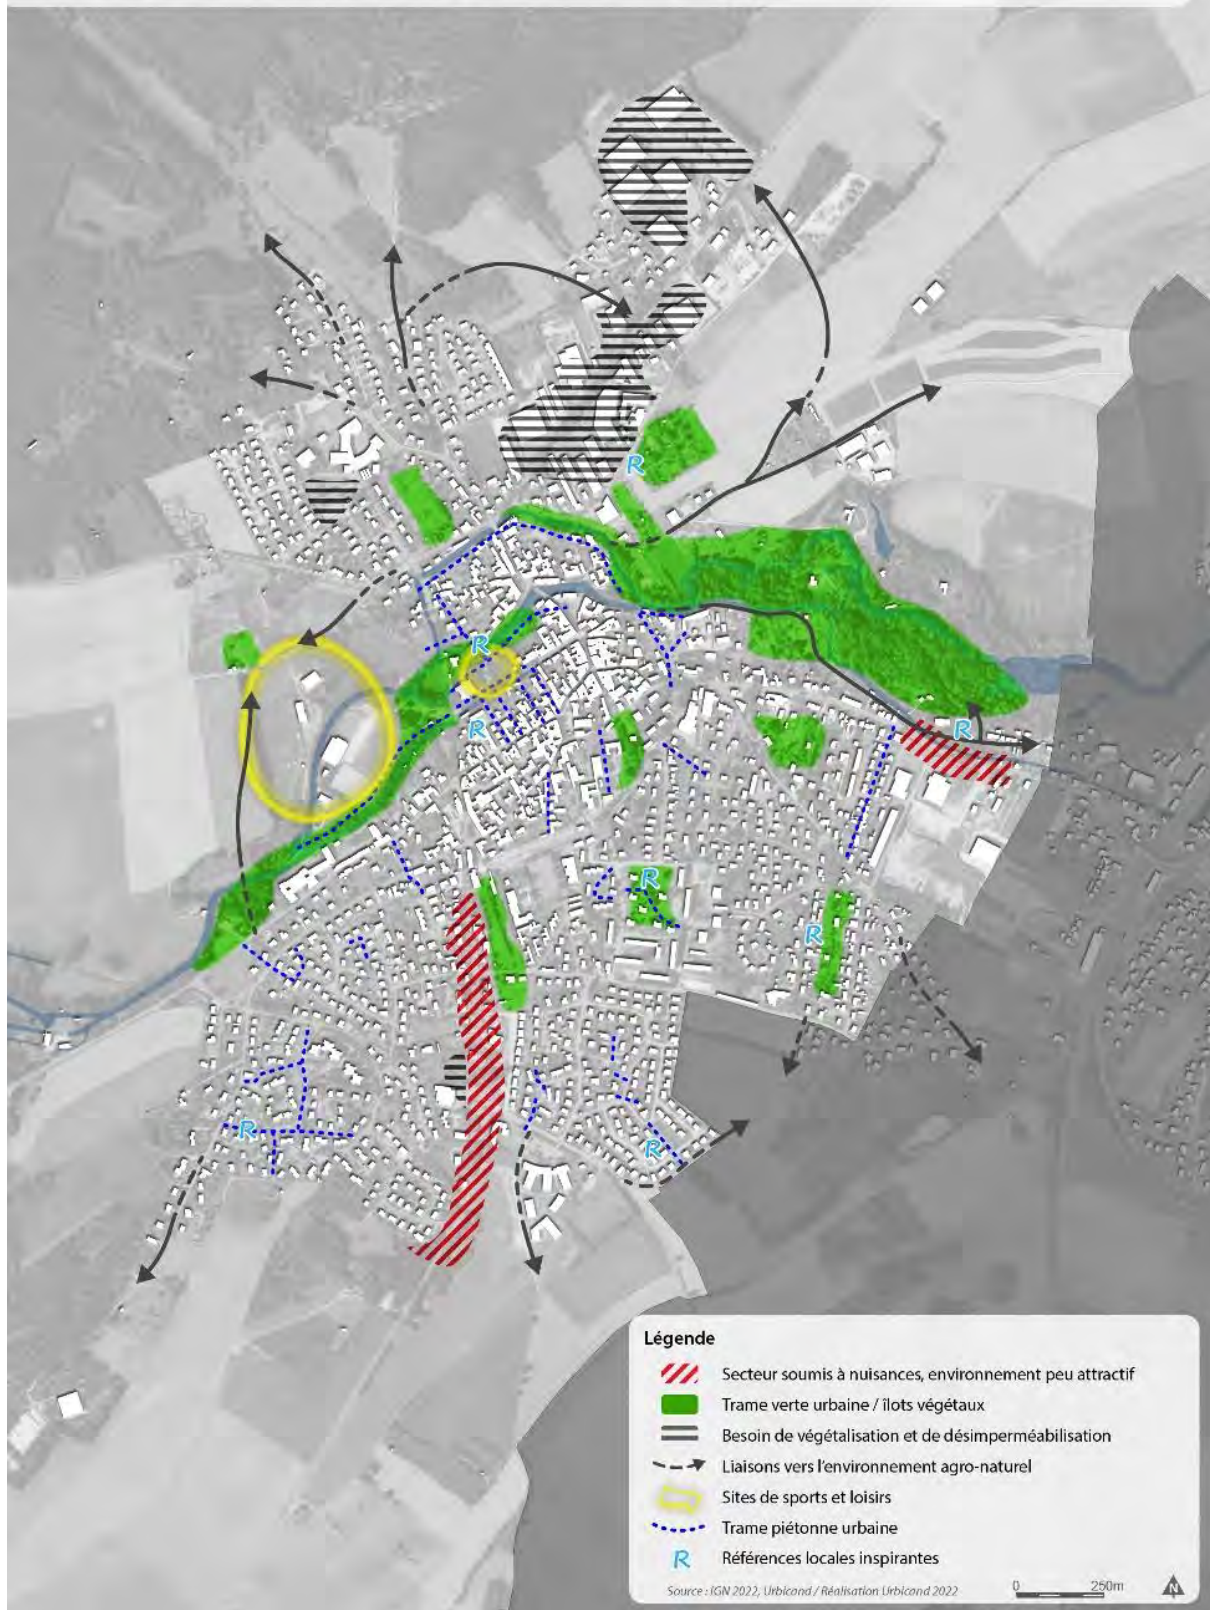 R
R
R
R
R
R
R
R
Légende
Secteur soumis à nuisances, environnement peu attractif
Trame verte urbaine / îlots végétaux
Besoin de végétalisation et de désimperméabilisation
Liaisons vers l'environnement agro-naturel
Sites de sports et loisirs
Trame piétonne urbaine
R Références locales inspirantes
Source : IGN 2022, Urbicand / Réalisation Urbicand 2022
0 250m N